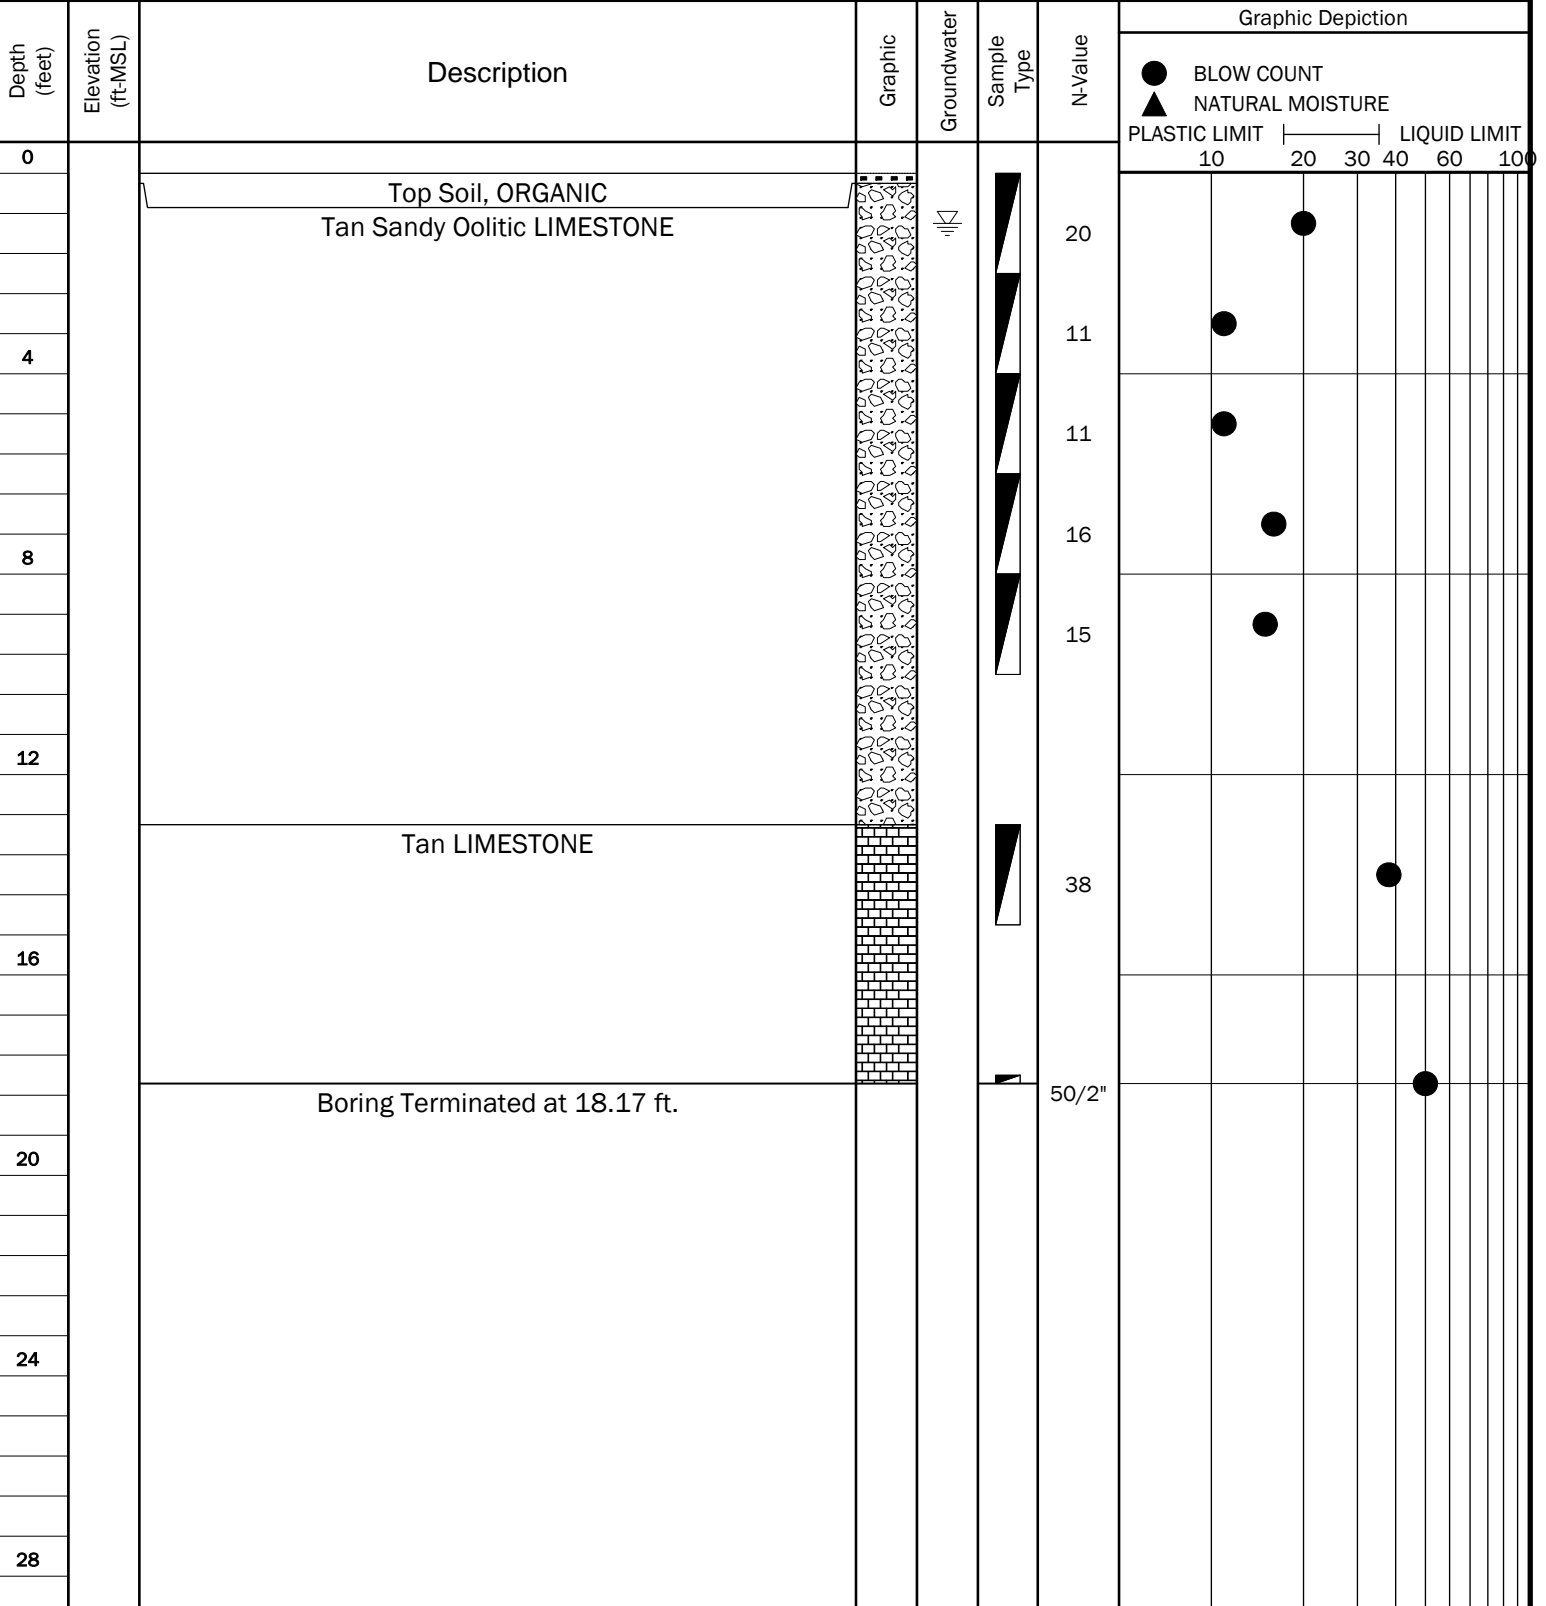 Depth
(feet)
Elevation
(ft-MSL)
Description
Graphic
Groundwater
Sample
Type
N-Value
Graphic Depiction
BLOW COUNT
NATURAL MOISTURE
PLASTIC LIMIT LIQUID LIMIT
10 20 30 40 60 100
0
Top Soil, ORGANIC
Tan Sandy Oolitic LIMESTONE
20
11
4
11
16
8
15
12
Tan LIMESTONE
38
16
50/2"
Boring Terminated at 18.17 ft.
20
24
28